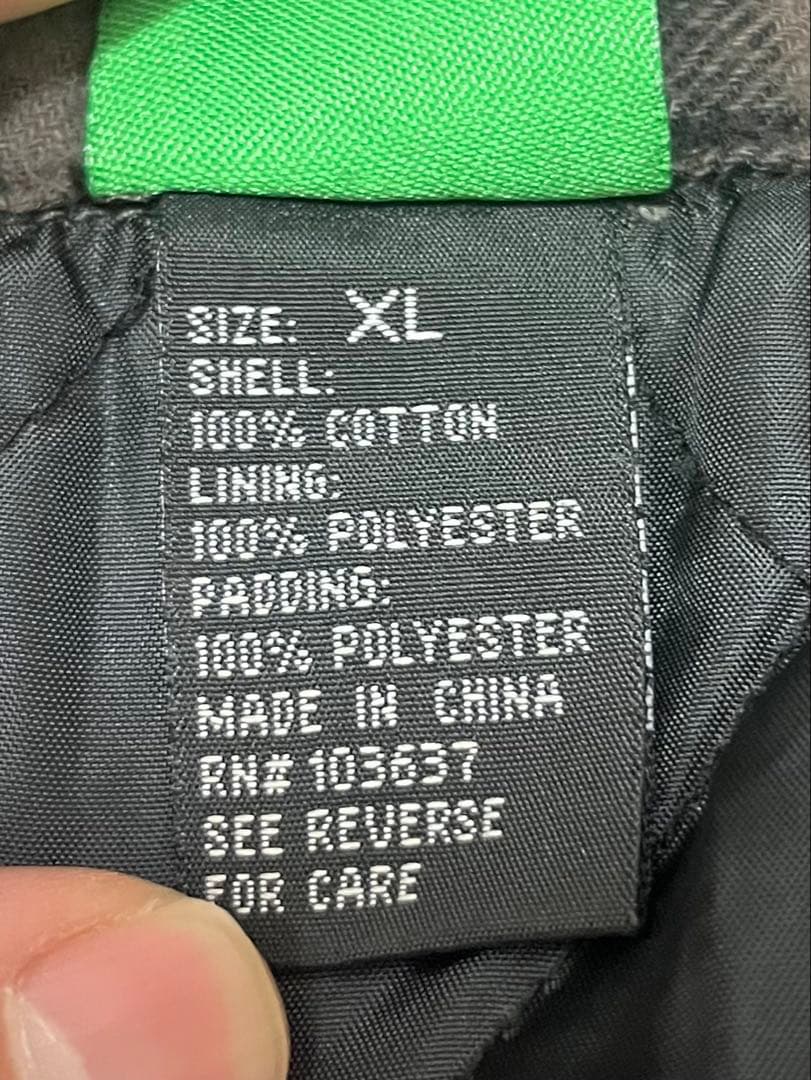 SIZE: XL
SHELL:
100% COTTON
LINING:
100% POLYESTER
PADDING:
100% POLYESTER
MADE IN CHINA
RN# 103637
SEE REVERSE
FOR CARE